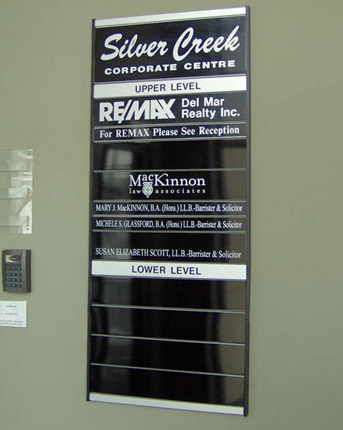 Silver Creek
CORPORATE CENTRE
UPPER LEVEL
RE/MAX Del Mar
Realty Inc.
For REMAX Please See Reception
MacKinnon
law associates
MARY J. MacKINNON, B.A. (Hons.) LL.B.-Barrister & Solicitor
MICHELE S. GLASSFORD, B.A. (Hons.) LL.B.-Barrister & Solicitor
SUSAN ELIZABETH SCOTT, LL.B.-Barrister & Solicitor
LOWER LEVEL